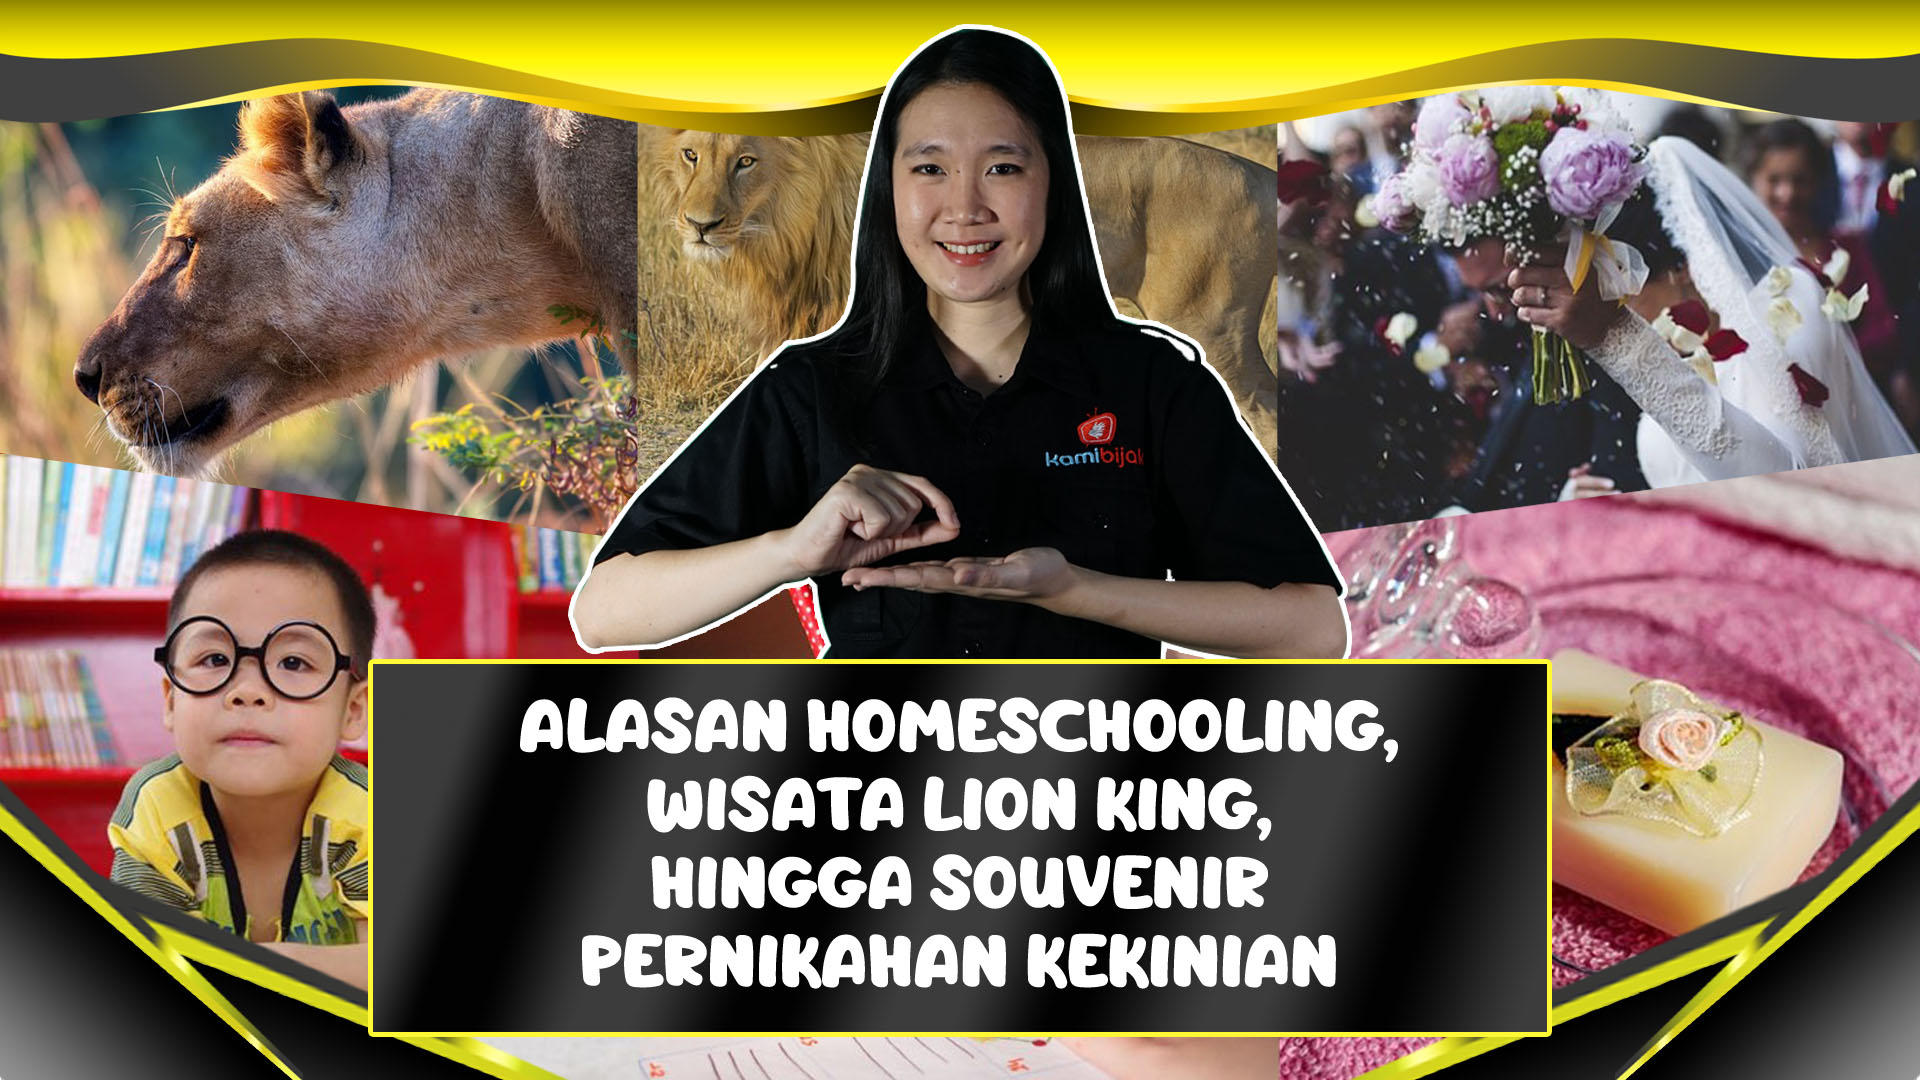 kamibijak
ALASAN HOMESCHOOLING,
WISATA LION KING,
HINGGA SOUVENIR
PERNIKAHAN KEKINIAN